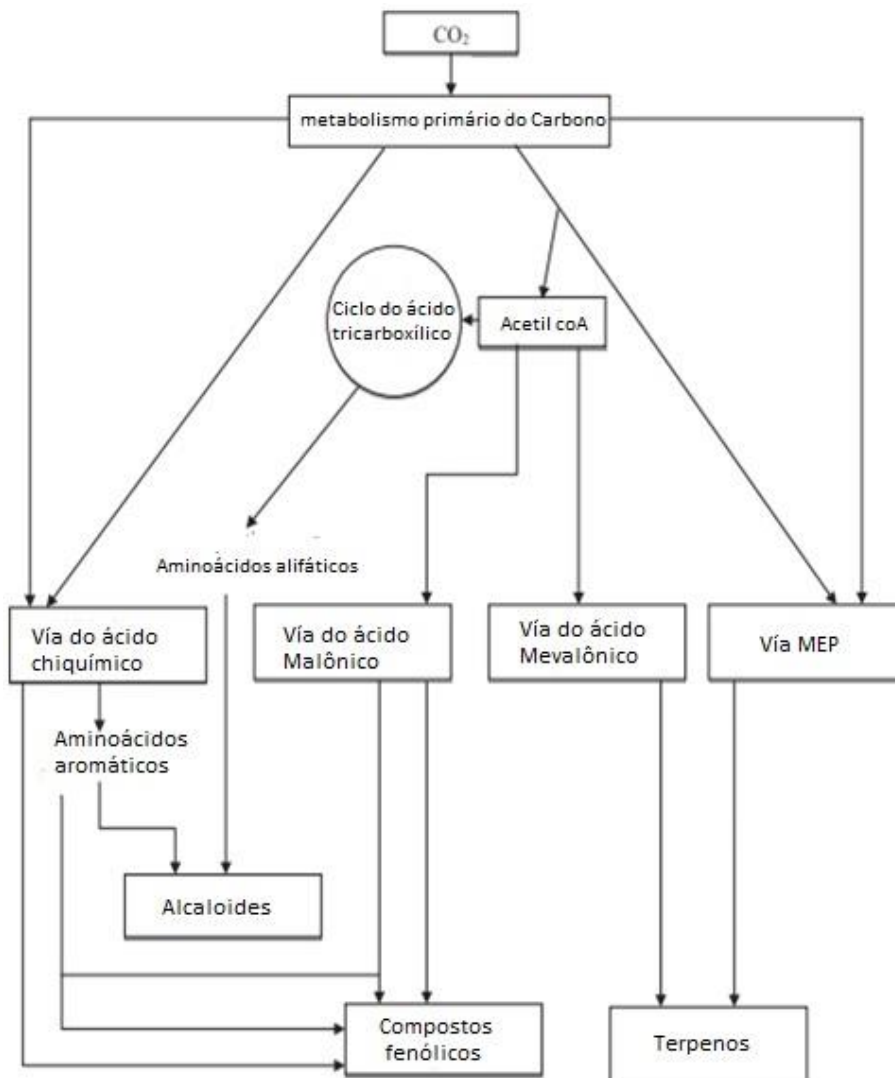 CO₂
metabolismo primário do Carbono
Ciclo do ácido
tricarboxílico
Acetil coA
Aminoácidos alifáticos
Vía do ácido
chiquímico
Vía do ácido
Malônico
Vía do ácido
Mevalônico
Vía MEP
Aminoácidos
aromáticos
Alcaloides
Compostos
fenólicos
Terpenos